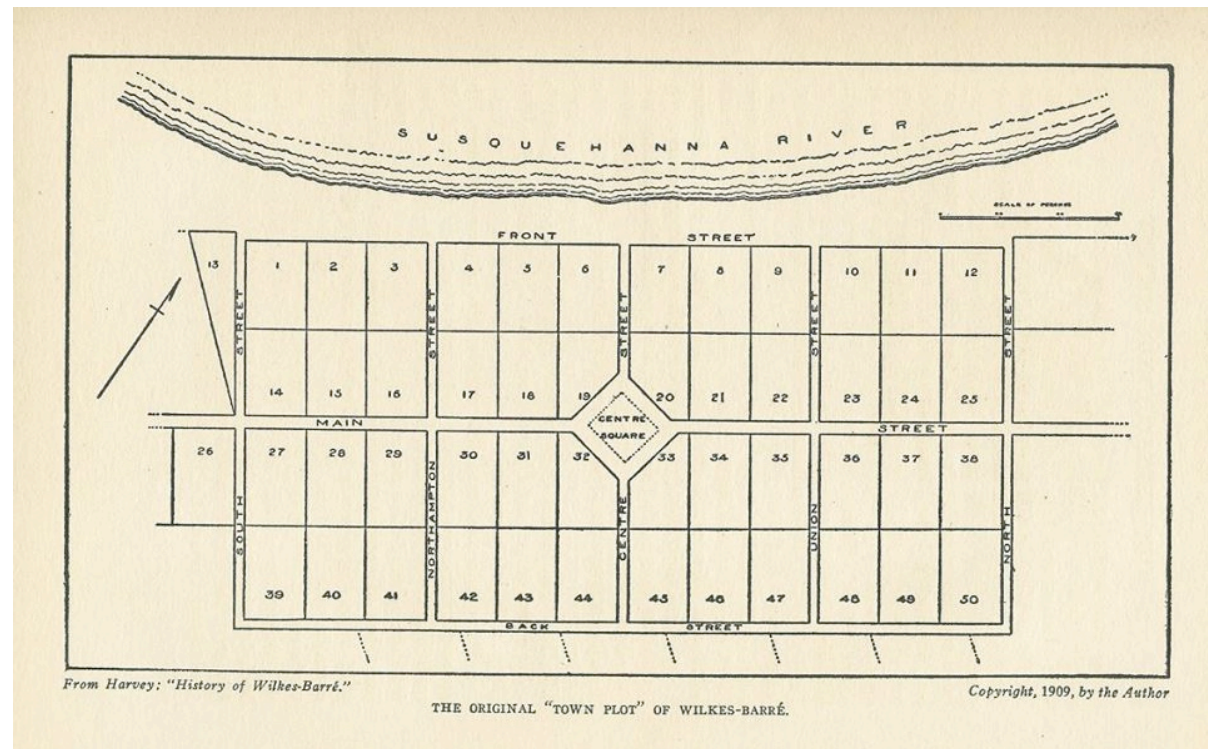 SUSQUEHANNA RIVER
SCALE OF PERCHES
FRONT STREET
13 1 2 3 4 5 6 7 8 9 10 11 12
STREET STREET STREET STREET STREET
14 15 16 17 18 19 20 21 22 23 24 25
CENTRE
SQUARE
MAIN STREET
26 27 28 29 30 31 32 33 34 35 36 37 38
SOUTH NORTHAMPTON CENTRE UNION NORTH
39 40 41 42 43 44 45 46 47 48 49 50
BACK STREET
From Harvey: "History of Wilkes-Barré."
Copyright, 1909, by the Author
THE ORIGINAL "TOWN PLOT" OF WILKES-BARRÉ.